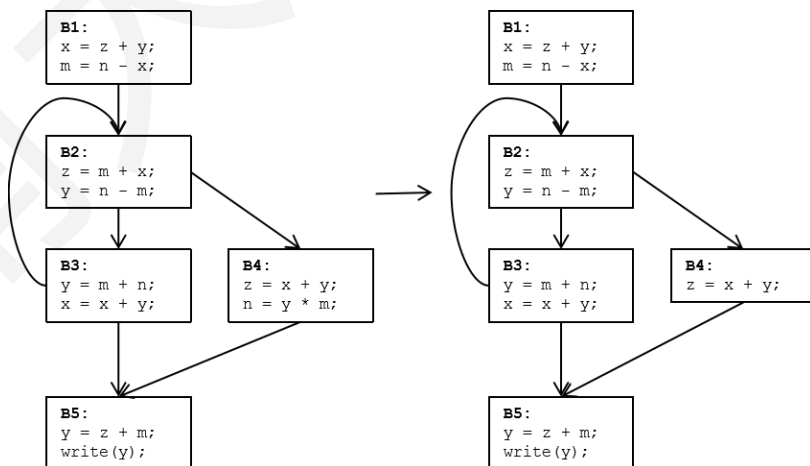 B1:
x = z + y;
m = n - x;
B2:
z = m + x;
y = n - m;
B3:
y = m + n;
x = x + y;
B4:
z = x + y;
n = y * m;
B5:
y = z + m;
write(y);
B1:
x = z + y;
m = n - x;
B2:
z = m + x;
y = n - m;
B3:
y = m + n;
x = x + y;
B4:
z = x + y;
B5:
y = z + m;
write(y);